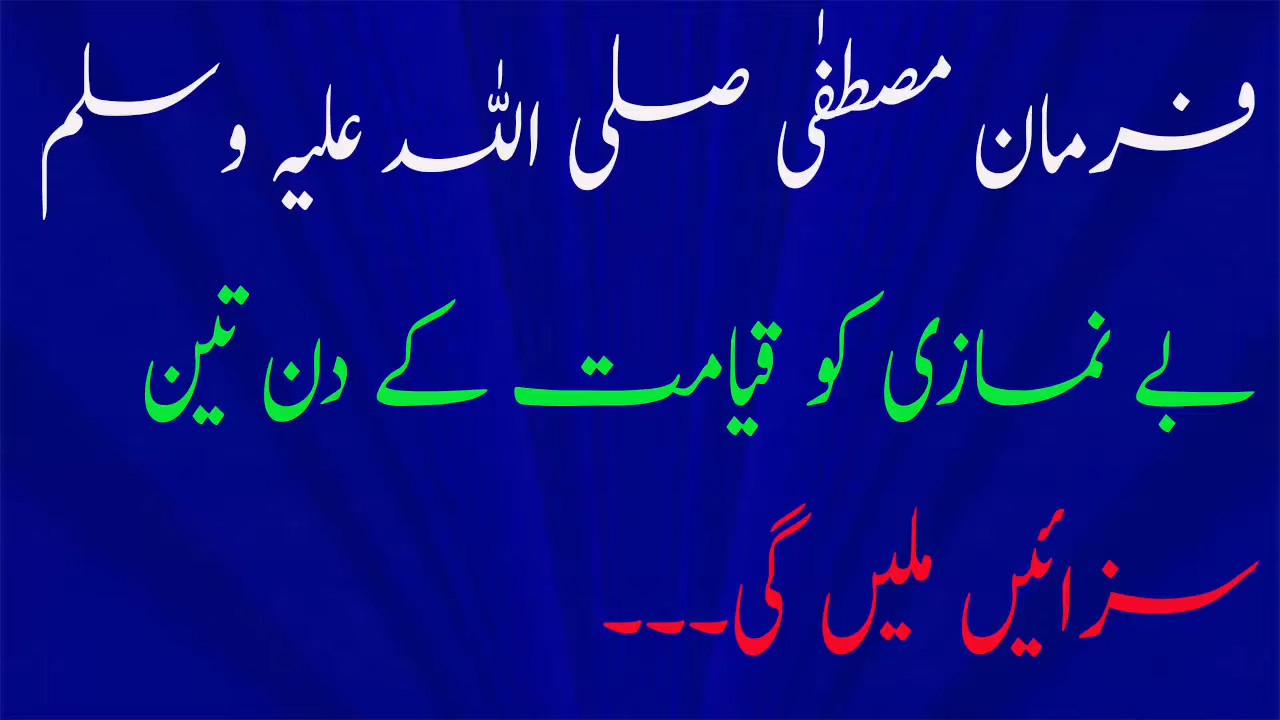 فرمان مصطفیٰ صلی اللہ علیہ وسلم
بے نمازی کو قیامت کے دن تین
سزائیں ملیں گی۔۔۔